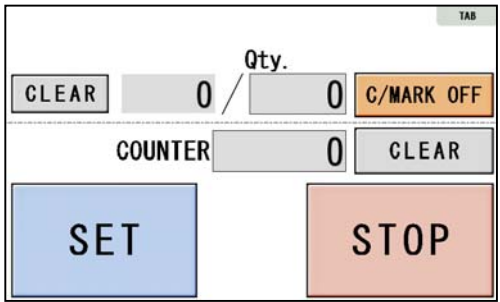 TAB
Qty.
CLEAR 0 / 0 C/MARK OFF
COUNTER 0 CLEAR
SET STOP